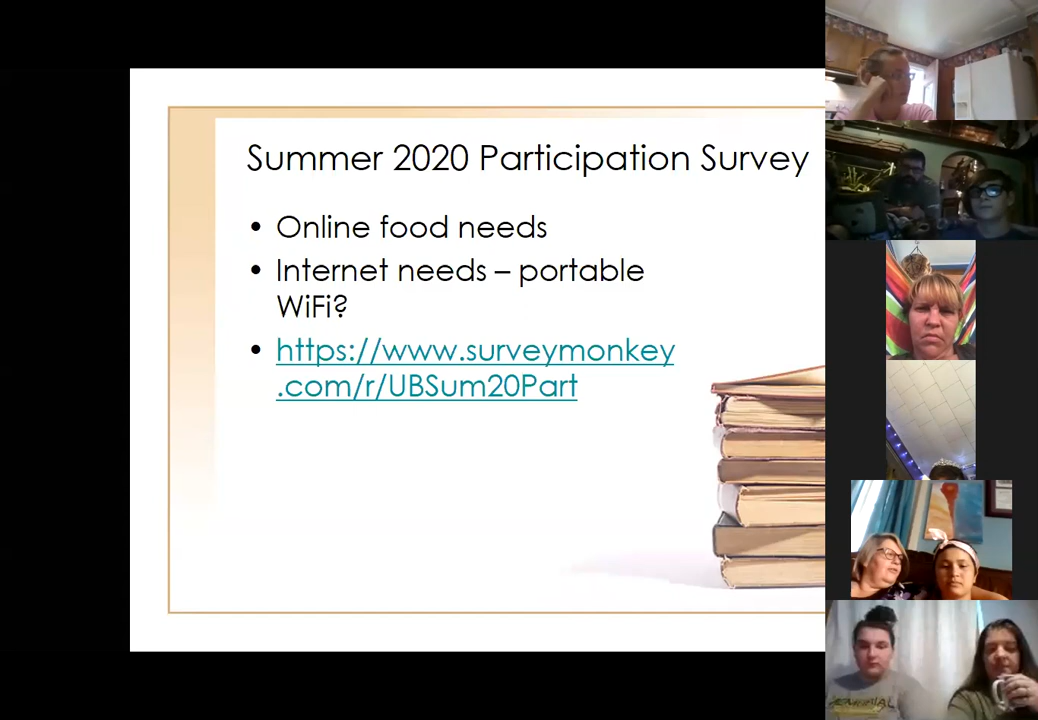 Summer 2020 Participation Survey
• Online food needs
• Internet needs – portable
WiFi?
• https://www.surveymonkey
.com/r/UBSum20Part